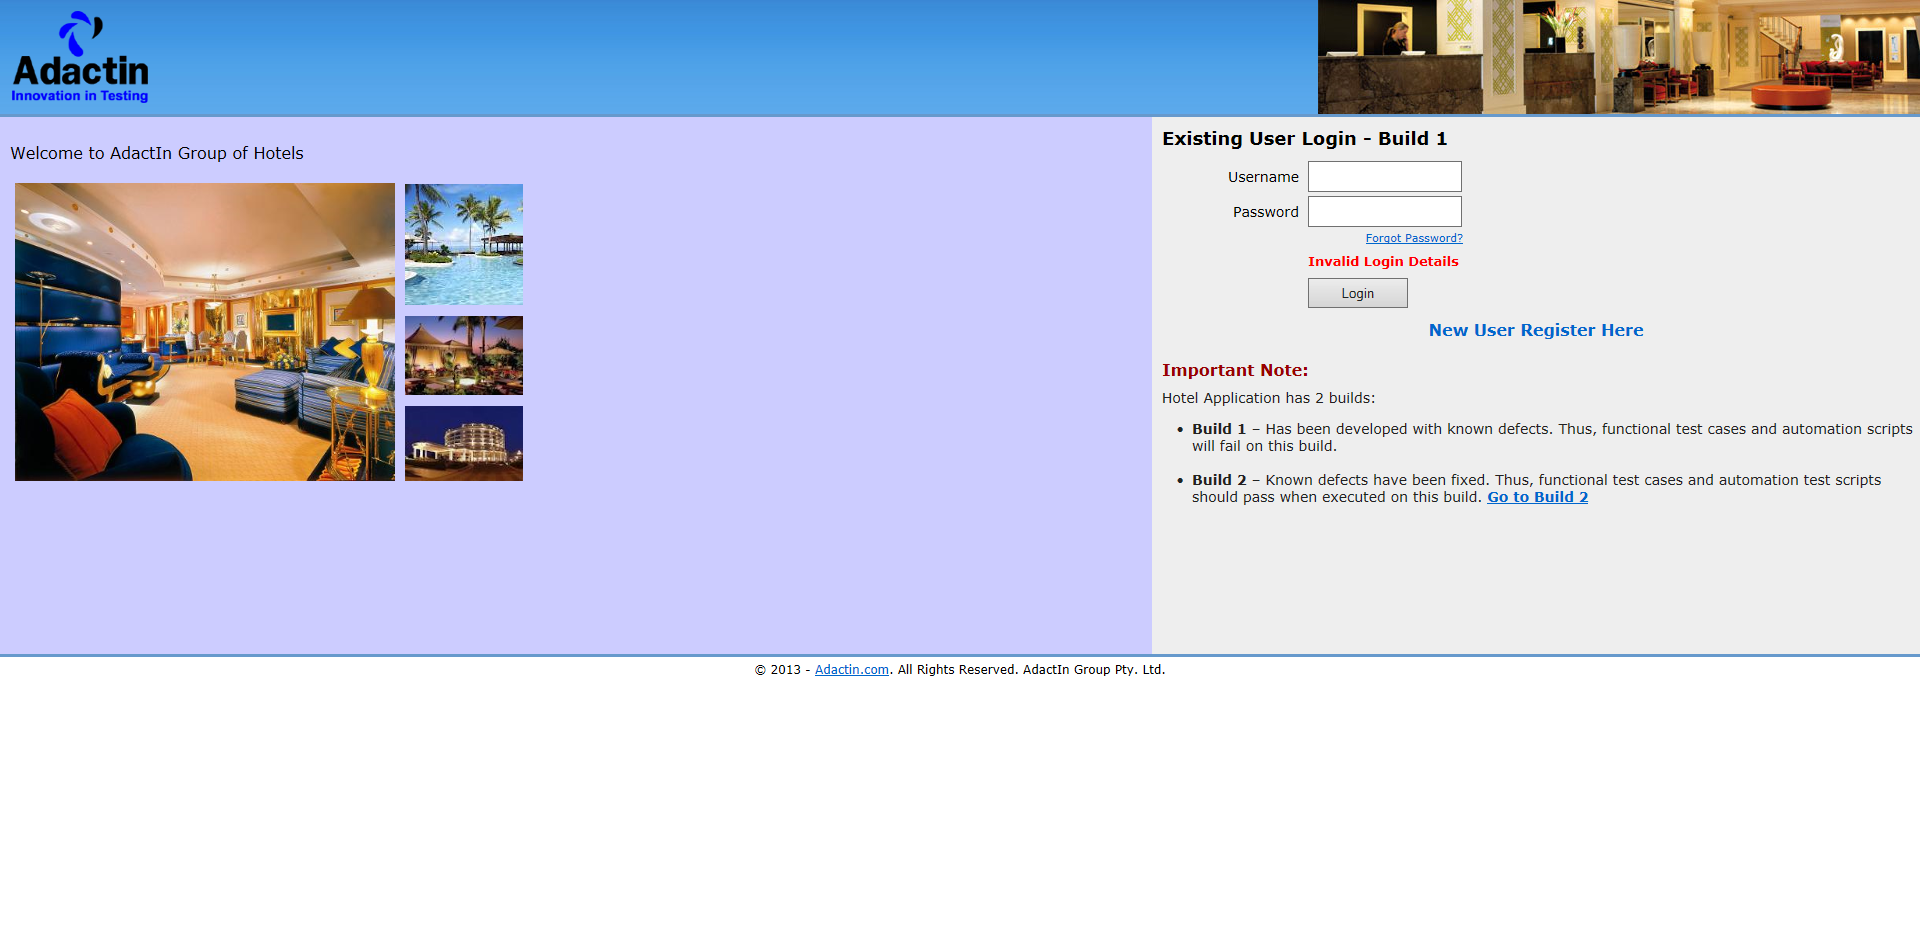 Adactin
Innovation in Testing
Welcome to AdactIn Group of Hotels
Existing User Login - Build 1
Username
Password
Forgot Password?
Invalid Login Details
Login
New User Register Here
Important Note:
Hotel Application has 2 builds:
• Build 1 – Has been developed with known defects. Thus, functional test cases and automation scripts
will fail on this build.
• Build 2 – Known defects have been fixed. Thus, functional test cases and automation test scripts
should pass when executed on this build. Go to Build 2
© 2013 - Adactin.com. All Rights Reserved. AdactIn Group Pty. Ltd.